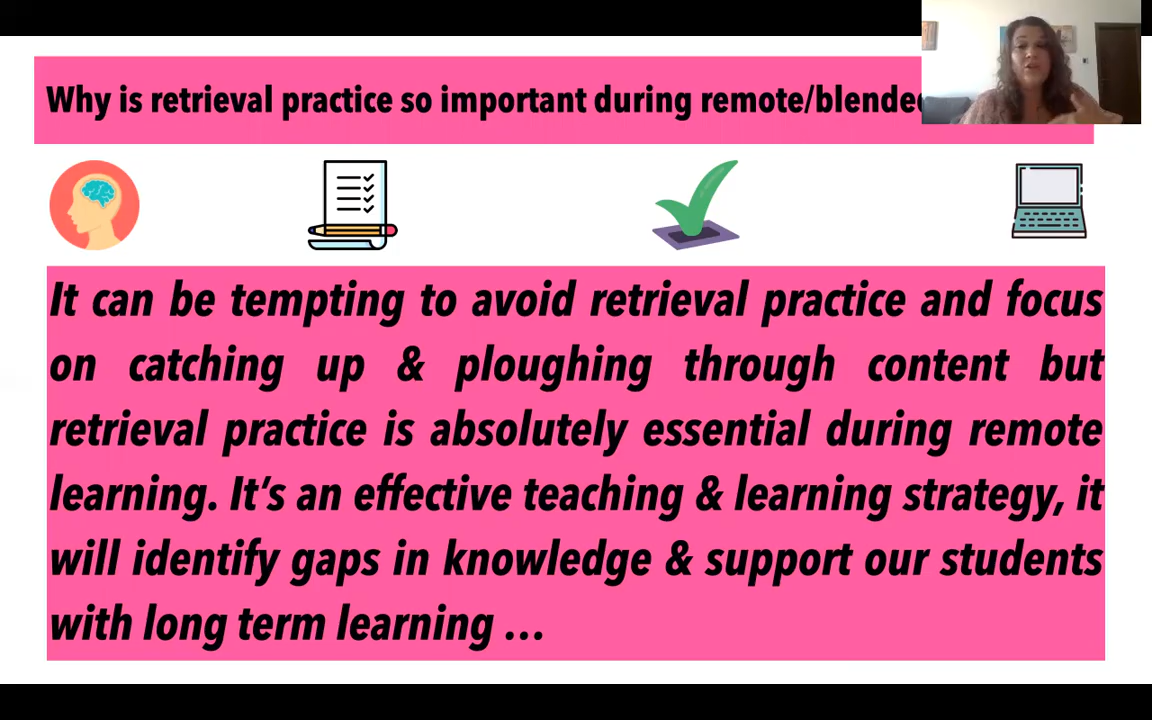 Why is retrieval practice so important during remote/blended
It can be tempting to avoid retrieval practice and focus
on catching up & ploughing through content but
retrieval practice is absolutely essential during remote
learning. It’s an effective teaching & learning strategy, it
will identify gaps in knowledge & support our students
with long term learning ...